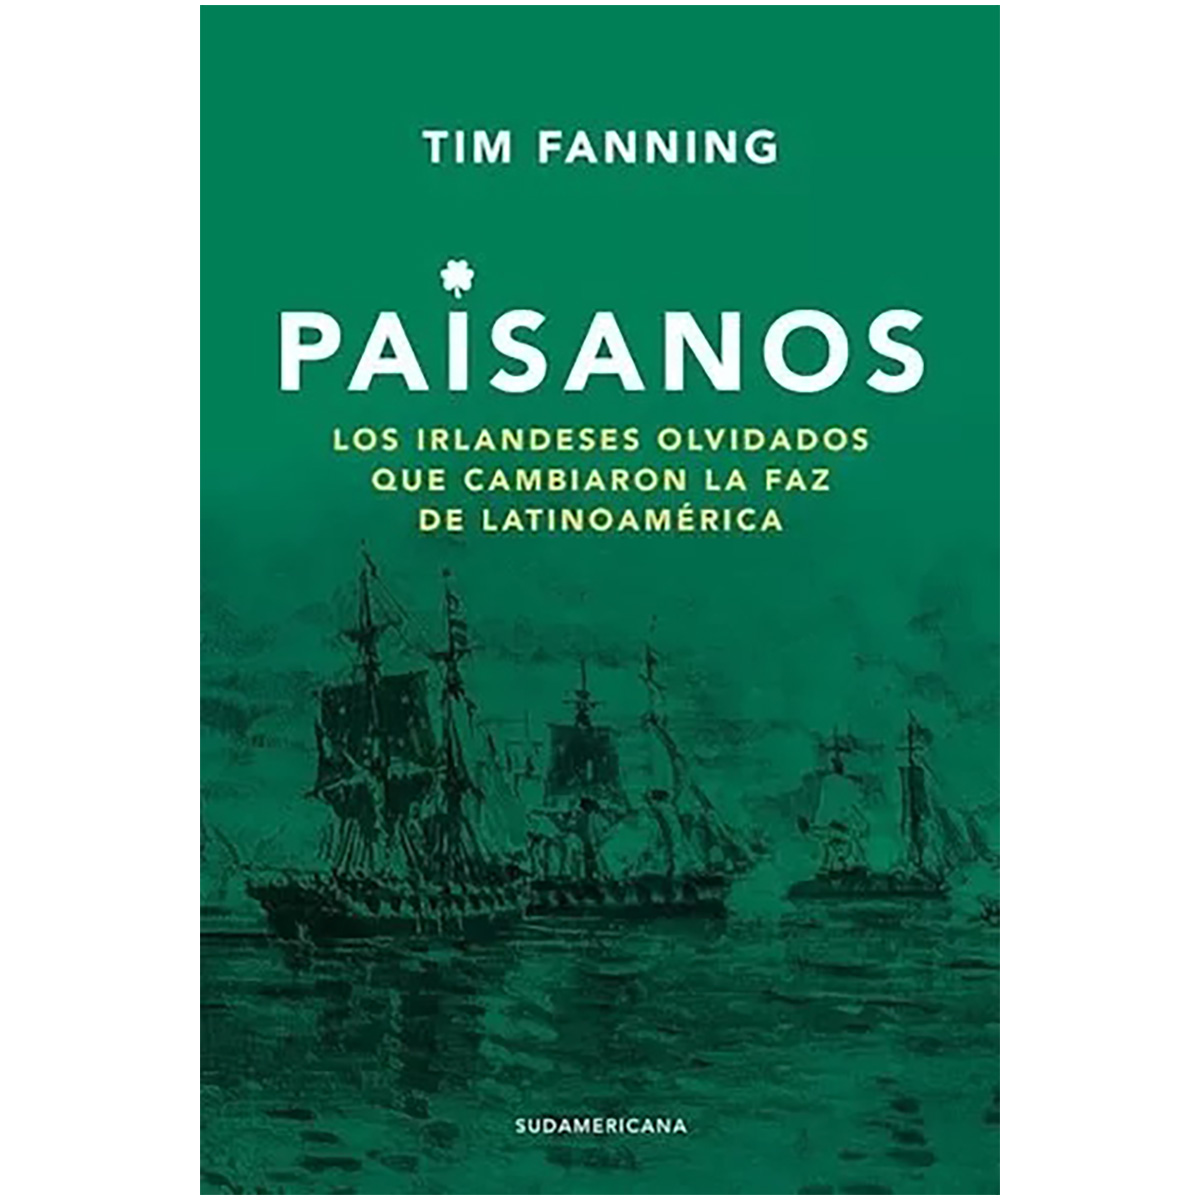 TIM FANNING
PAISANOS
LOS IRLANDESES OLVIDADOS
QUE CAMBIARON LA FAZ
DE LATINOAMÉRICA
SUDAMERICANA